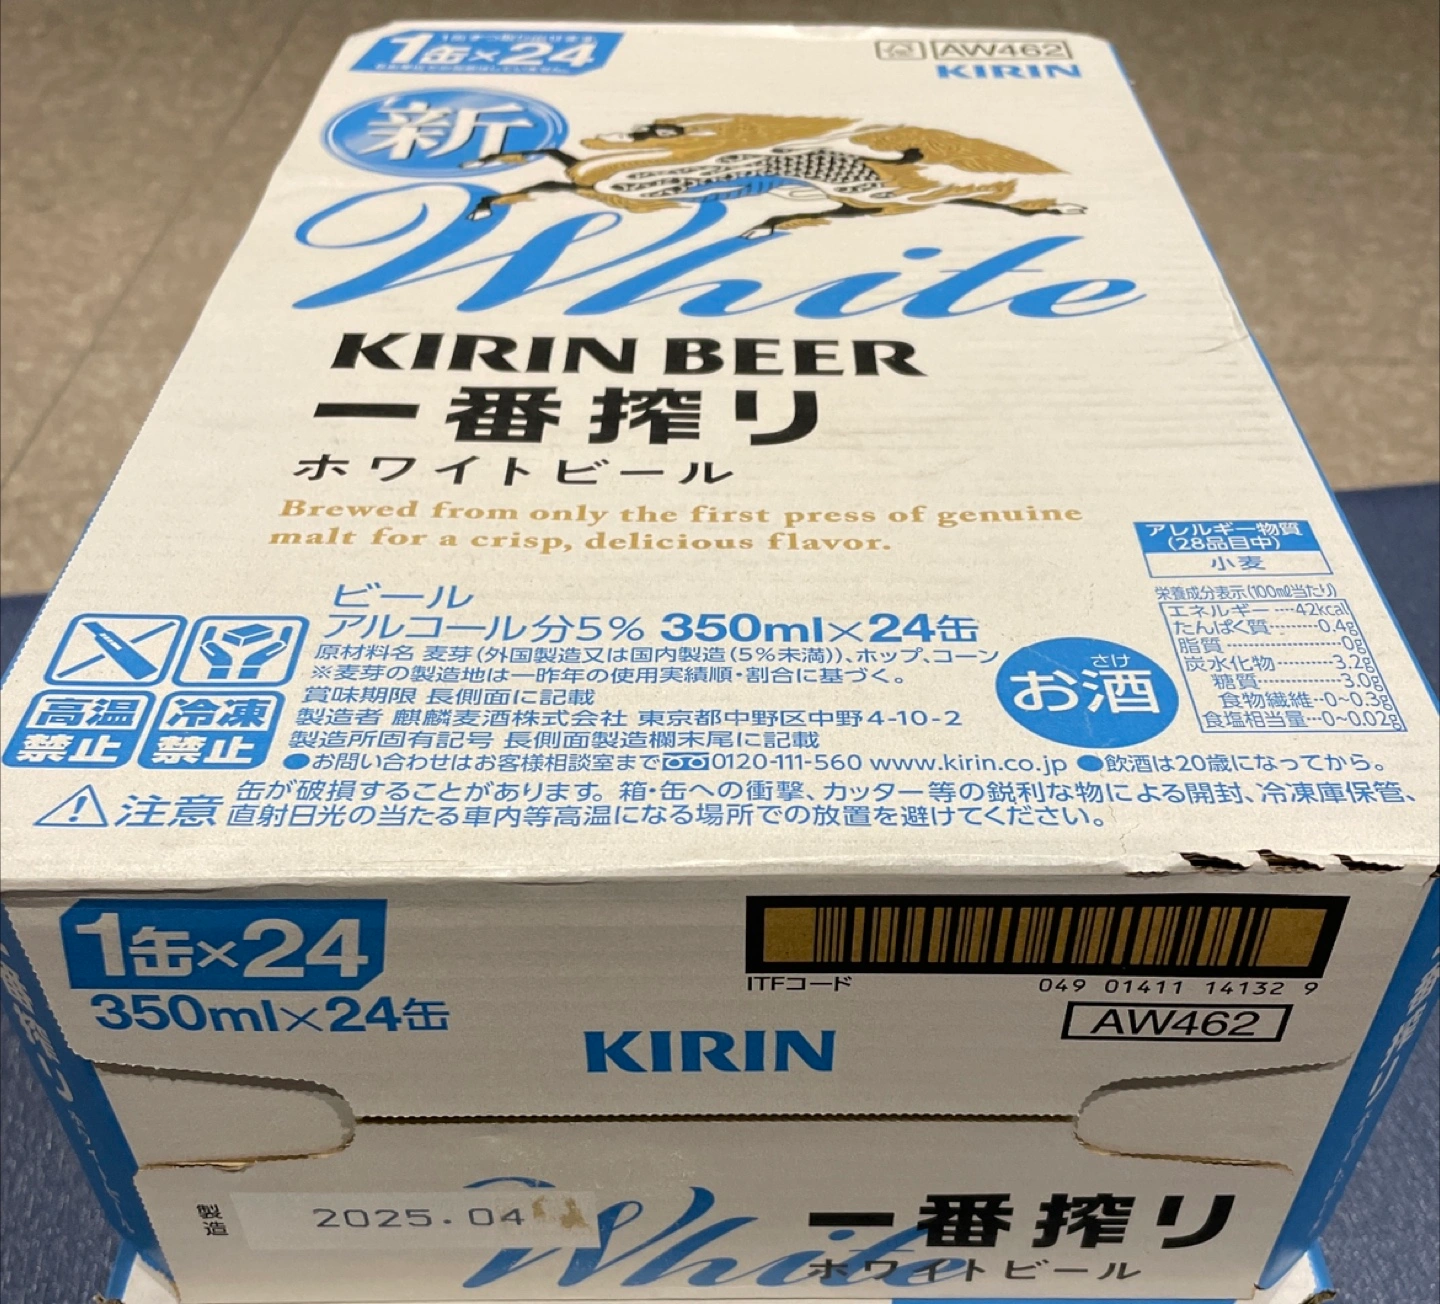 1缶×24
AW462
KIRIN
新
White
KIRIN BEER
一番搾り
ホワイトビール
Brewed from only the first press of genuine
malt for a crisp, delicious flavor.
アレルギー物質
(28品目中)
小麦
栄養成分表示(100ml当たり)
エネルギー····42kcal
たんぱく質········0.4g
脂質················0g
炭水化物··········3.2g
糖質··········3.0g
食物繊維··0~0.3g
食塩相当量···0~0.02g
ビール
アルコール分5% 350ml×24缶
原材料名 麦芽(外国製造又は国内製造(5%未満))、ホップ、コーン
※麦芽の製造地は一昨年の使用実績順・割合に基づく。
賞味期限 長側面に記載
製造者 麒麟麦酒株式会社 東京都中野区中野4-10-2
製造所固有記号 長側面製造欄末尾に記載
●お問い合わせはお客様相談室まで0120-111-560 www.kirin.co.jp ●飲酒は20歳になってから。
さけ
お酒
高温
禁止
冷凍
禁止
注意 缶が破損することがあります。箱・缶への衝撃、カッター等の鋭利な物による開封、冷凍庫保管、
直射日光の当たる車内等高温になる場所での放置を避けてください。
1缶×24
350ml×24缶
ITFコード 049 01411 14132 9
AW462
KIRIN
製造 2025.04
White
一番搾り
ホワイトビール